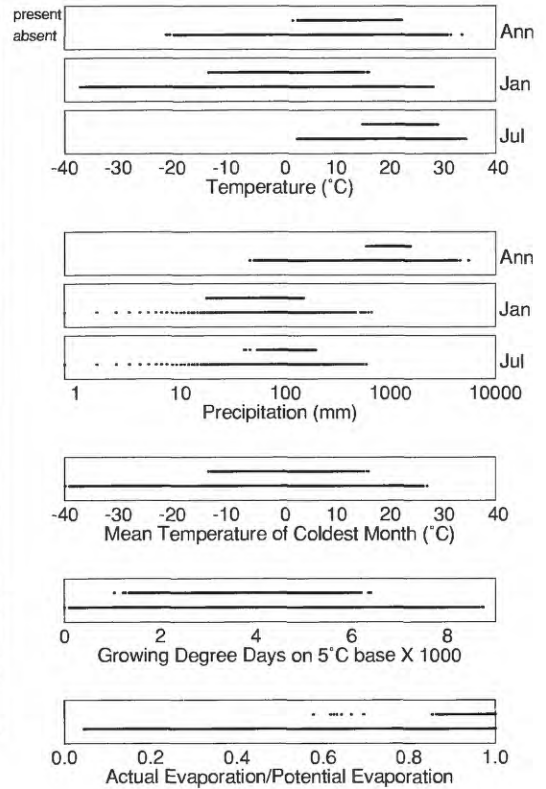 present
absent
Ann
Jan
Jul
-40 -30 -20 -10 0 10 20 30 40
Temperature (°C)
Ann
Jan
Jul
1 10 100 1000 10000
Precipitation (mm)
-40 -30 -20 -10 0 10 20 30 40
Mean Temperature of Coldest Month (°C)
0 2 4 6 8
Growing Degree Days on 5°C base X 1000
0.0 0.2 0.4 0.6 0.8 1.0
Actual Evaporation/Potential Evaporation